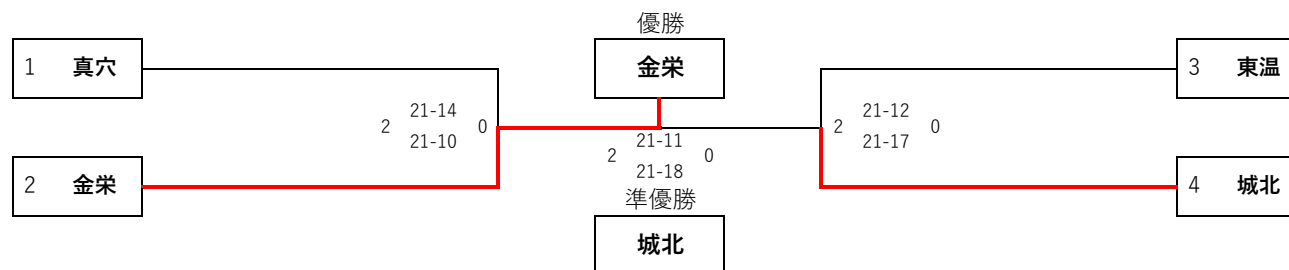 優勝
1 真穴
金栄
3 東温
2 21-14 0
21-10
2 21-12 0
21-17
2 21-11 0
21-18
2 金栄
準優勝
4 城北
城北